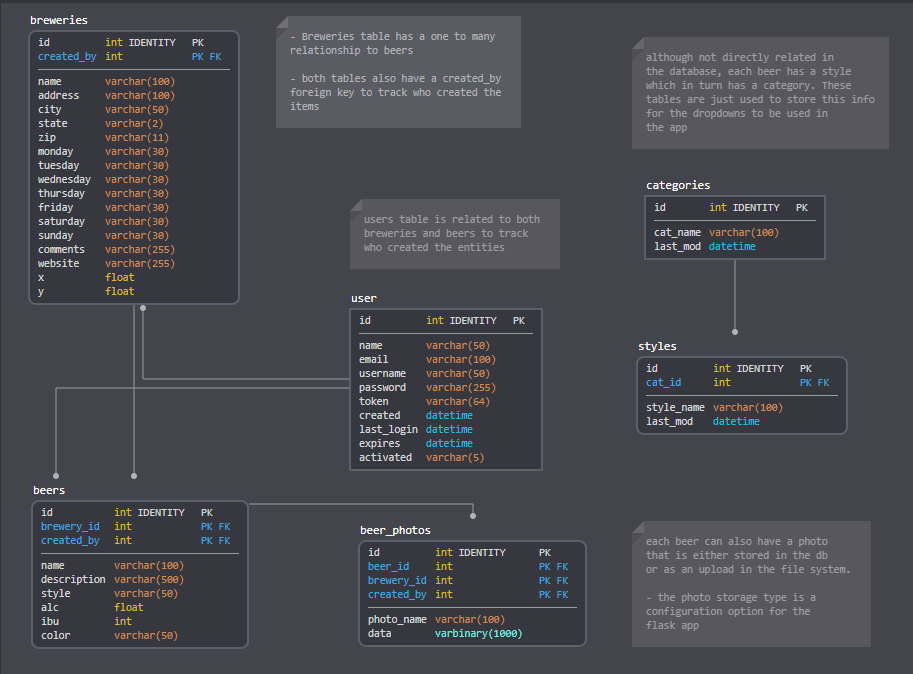 breweries
id int IDENTITY PK
created_by int PK FK
name varchar(100)
address varchar(100)
city varchar(50)
state varchar(2)
zip varchar(11)
monday varchar(30)
tuesday varchar(30)
wednesday varchar(30)
thursday varchar(30)
friday varchar(30)
saturday varchar(30)
sunday varchar(30)
comments varchar(255)
website varchar(255)
x float
y float
- Breweries table has a one to many
relationship to beers
- both tables also have a created_by
foreign key to track who created the
items
although not directly related in
the database, each beer has a style
which in turn has a category. These
tables are just used to store this info
for the dropdowns to be used in
the app
categories
id int IDENTITY PK
cat_name varchar(100)
last_mod datetime
users table is related to both
breweries and beers to track
who created the entities
user
id int IDENTITY PK
name varchar(50)
email varchar(100)
username varchar(50)
password varchar(255)
token varchar(64)
created datetime
last_login datetime
expires datetime
activated varchar(5)
styles
id int IDENTITY PK
cat_id int PK FK
style_name varchar(100)
last_mod datetime
beers
id int IDENTITY PK
brewery_id int PK FK
created_by int PK FK
name varchar(100)
description varchar(500)
style varchar(50)
alc float
ibu int
color varchar(50)
beer_photos
id int IDENTITY PK
beer_id int PK FK
brewery_id int PK FK
created_by int PK FK
photo_name varchar(100)
data varbinary(1000)
each beer can also have a photo
that is either stored in the db
or as an upload in the file system.
- the photo storage type is a
configuration option for the
flask app